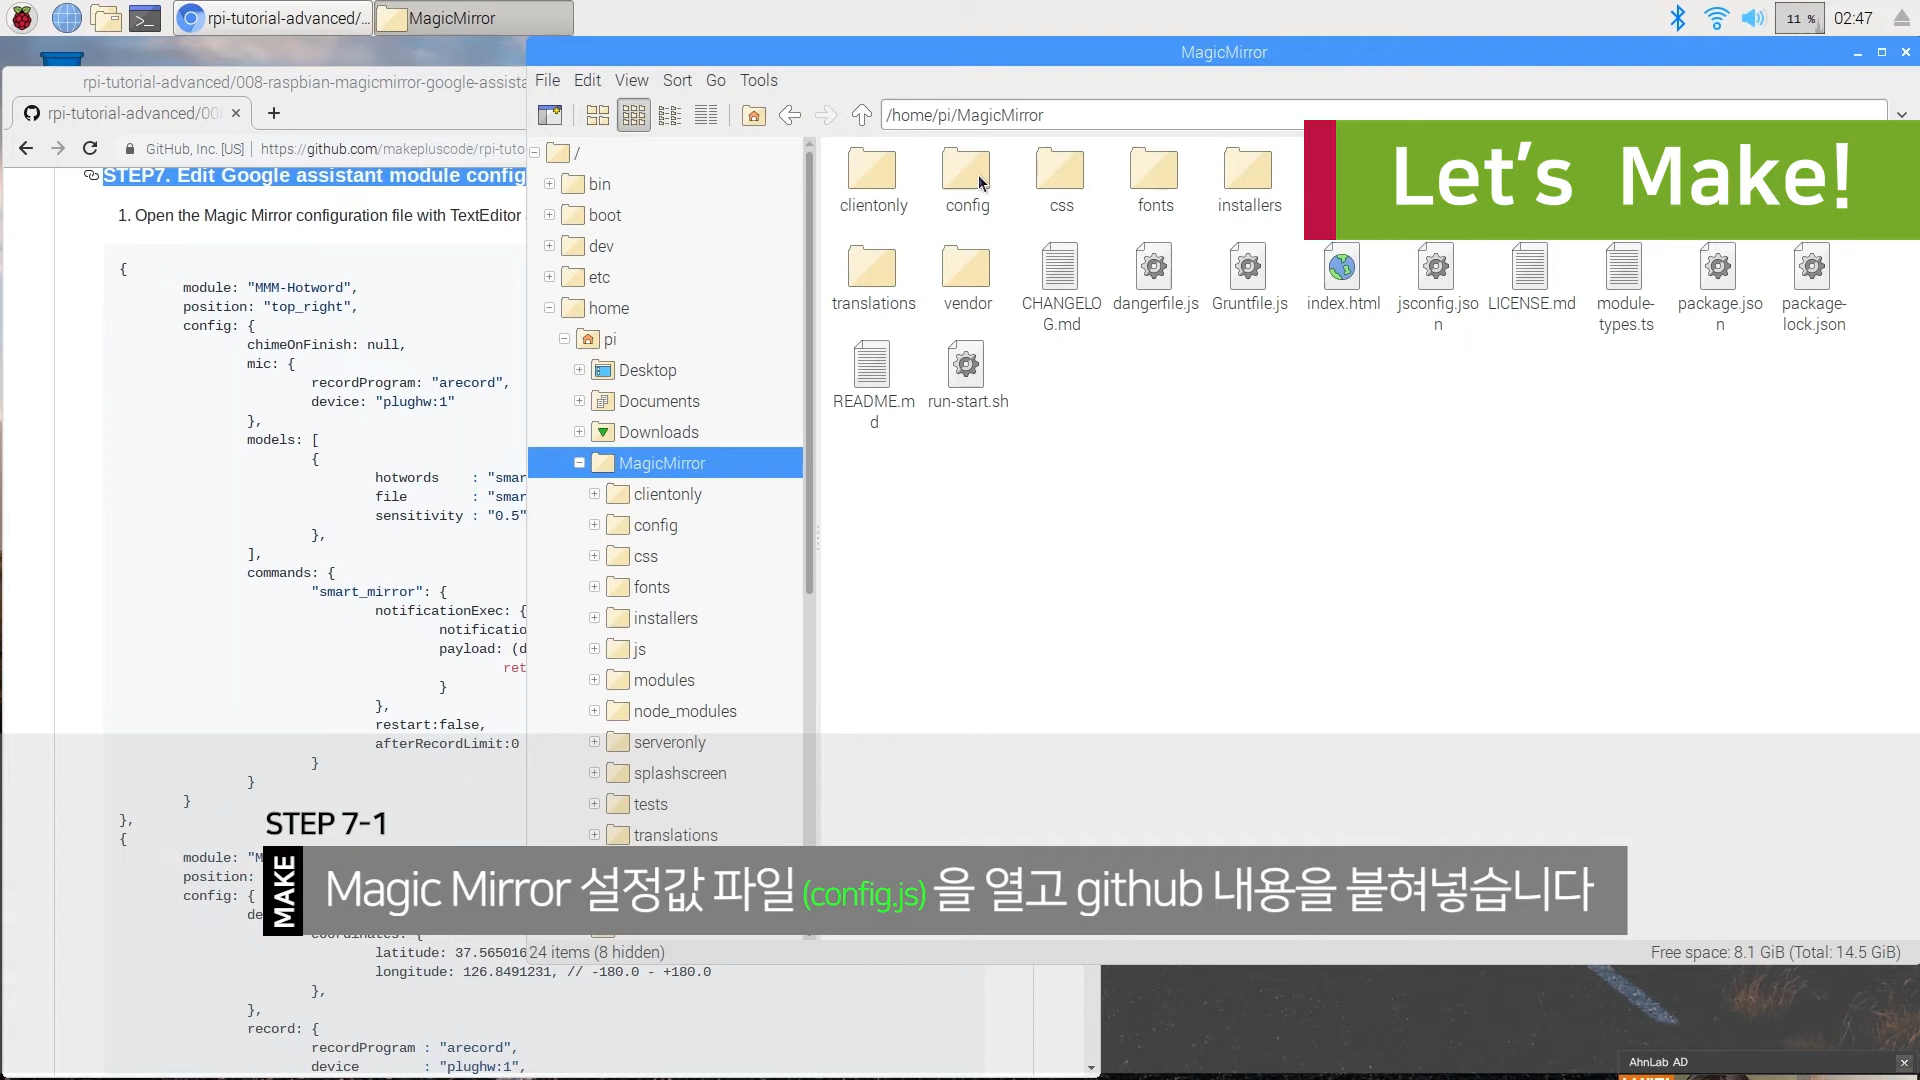 rpi-tutorial-advanced/...
MagicMirror
11 %
02:47
MagicMirror
rpi-tutorial-advanced/008-raspbian-magicmirror-google-assista
File Edit View Sort Go Tools
rpi-tutorial-advanced/00
/home/pi/MagicMirror
GitHub, Inc. [US] | https://github.com/makepluscode/rpi-tuto
Let's Make!
STEP7. Edit Google assistant module config
1. Open the Magic Mirror configuration file with TextEditor
{
module: "MMM-Hotword",
position: "top_right",
config: {
chimeOnFinish: null,
mic: {
recordProgram: "arecord",
device: "plughw:1"
},
models: [
{
hotwords : "smar
file : "smar
sensitivity : "0.5"
},
],
commands: {
"smart_mirror": {
notificationExec: {
notificatio
payload: (d
ret
}
},
restart:false,
afterRecordLimit:0
}
}
}
},
{
module: "M
position:
config: {
de
coordinates: {
latitude: 37.565016
longitude: 126.8491231, // -180.0 - +180.0
},
},
record: {
recordProgram : "arecord",
device : "plughw:1",
/
bin
boot
dev
etc
home
pi
Desktop
Documents
Downloads
MagicMirror
clientonly
config
css
fonts
installers
js
modules
node_modules
serveronly
splashscreen
tests
translations
clientonly
config
css
fonts
installers
translations
vendor
CHANGELO
G.md
dangerfile.js
Gruntfile.js
index.html
jsconfig.jso
n
LICENSE.md
module-
types.ts
package.jso
n
package-
lock.json
README.m
d
run-start.sh
STEP 7-1
MAKE
Magic Mirror 설정값 파일 (config.js) 을 열고 github 내용을 붙혀넣습니다
24 items (8 hidden)
Free space: 8.1 GiB (Total: 14.5 GiB)
AhnLab AD